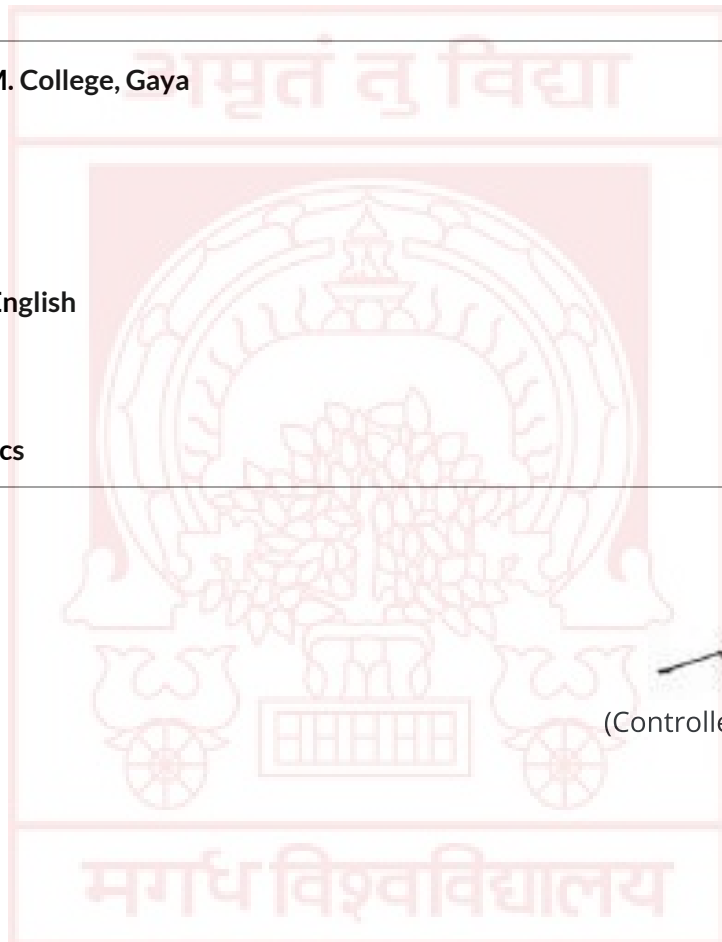 अमृतं तु विद्या
M. College, Gaya
English
cs
(Controlle
मगध विश्वविद्यालय